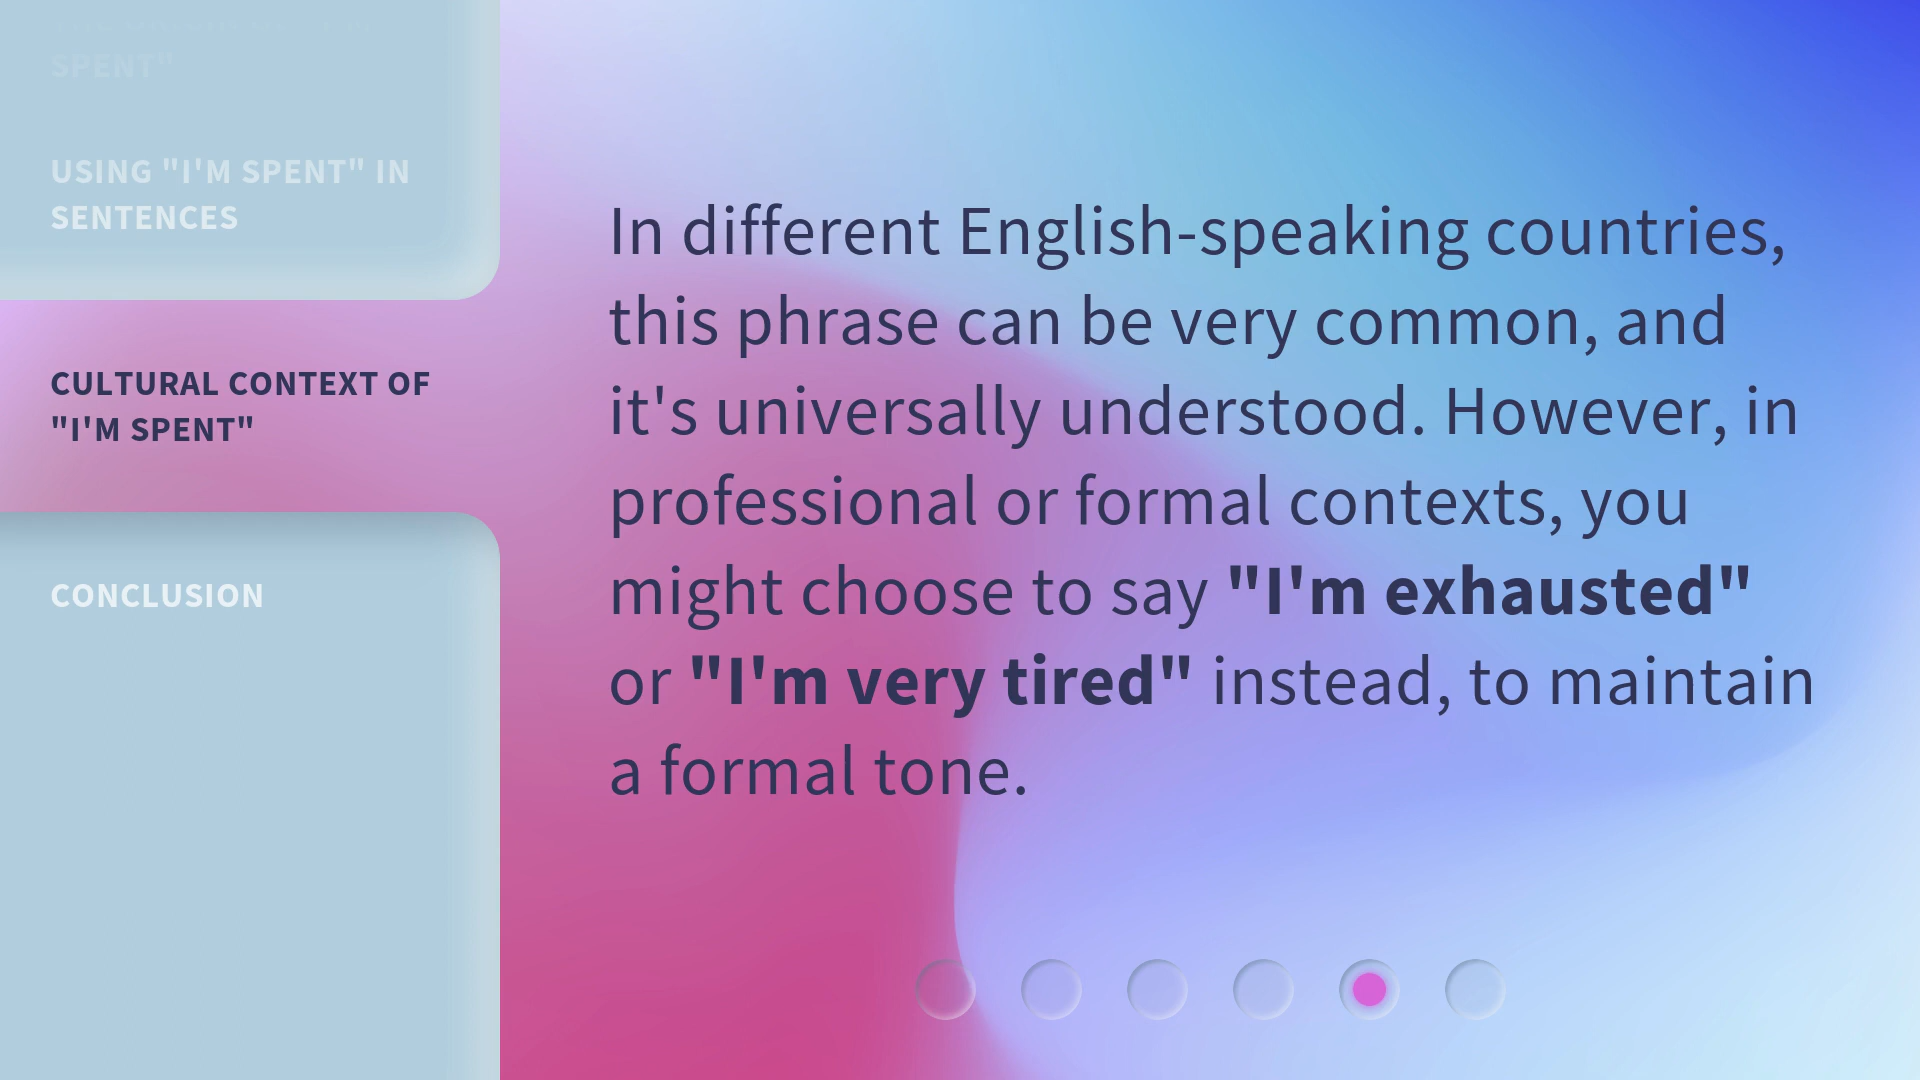 SPENT"
USING "I'M SPENT" IN
SENTENCES
CULTURAL CONTEXT OF
"I'M SPENT"
CONCLUSION
In different English-speaking countries,
this phrase can be very common, and
it's universally understood. However, in
professional or formal contexts, you
might choose to say "I'm exhausted"
or "I'm very tired" instead, to maintain
a formal tone.